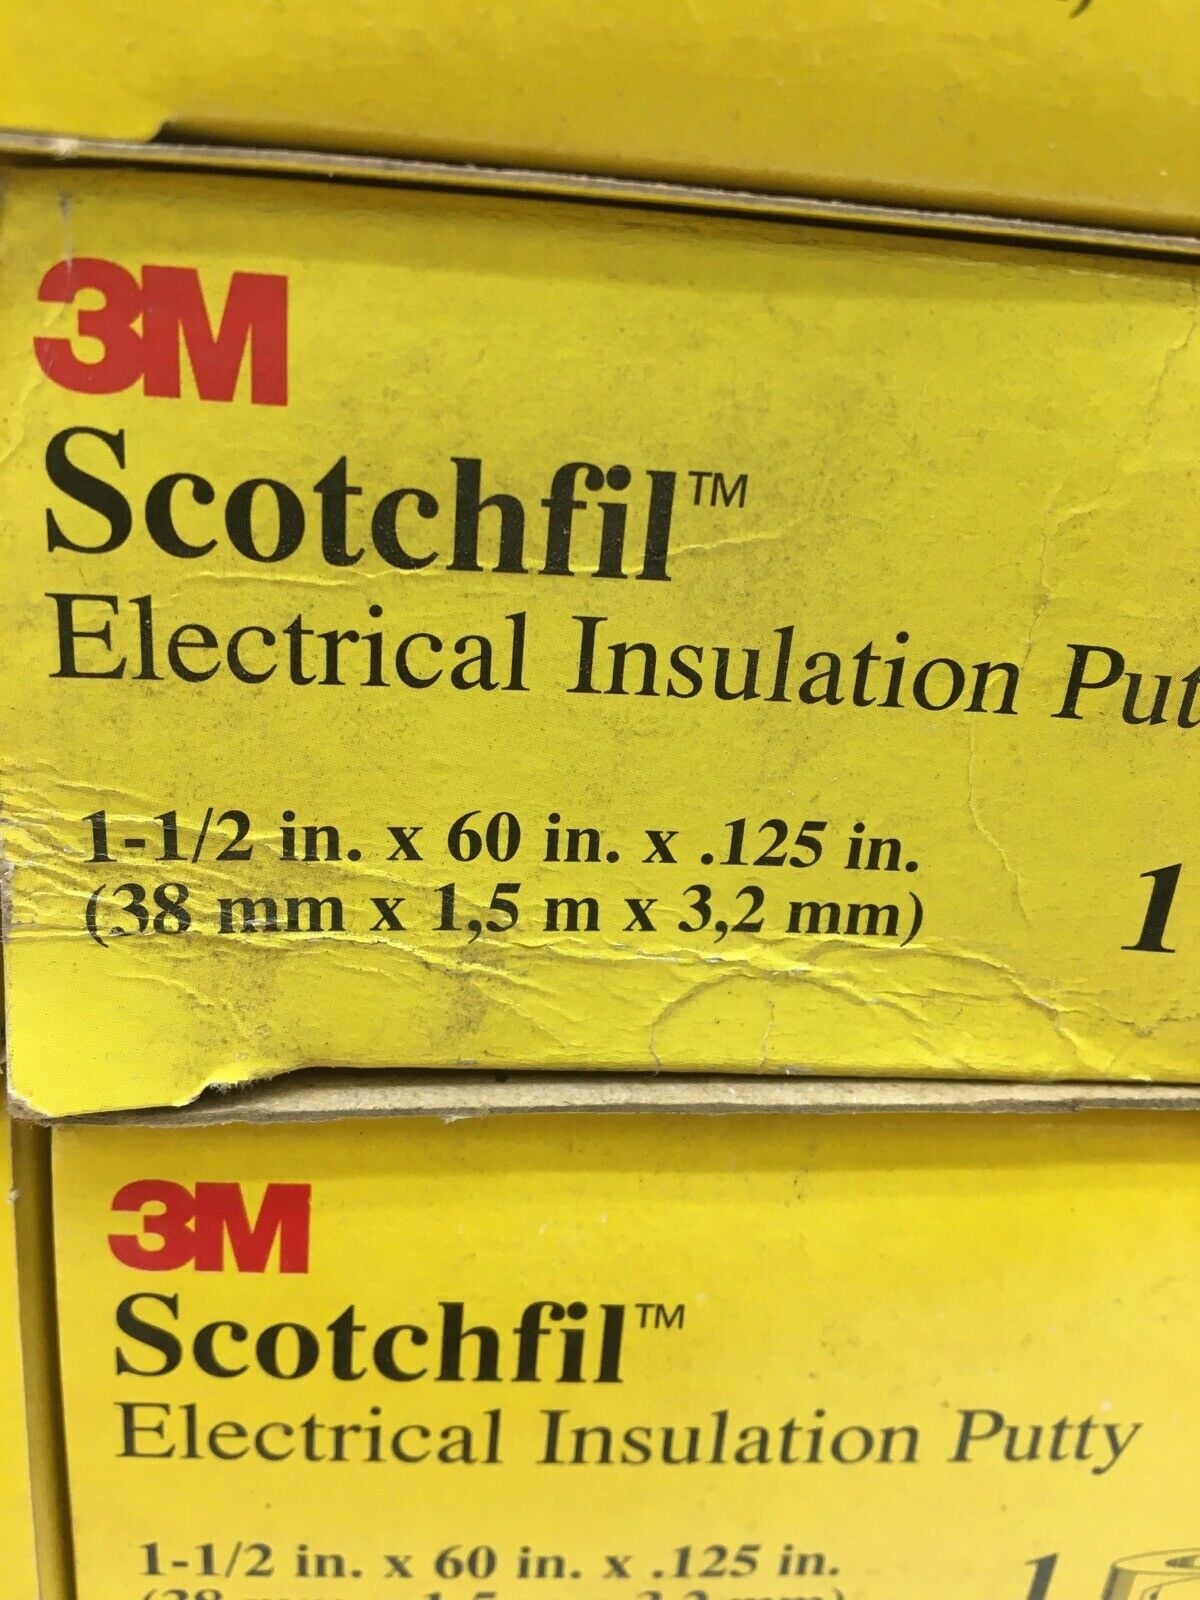 3M
Scotchfil™
Electrical Insulation Put
1-1/2 in. x 60 in. x .125 in.
(38 mm x 1,5 m x 3,2 mm)
1
3M
Scotchfil™
Electrical Insulation Putty
1-1/2 in. x 60 in. x .125 in.
1